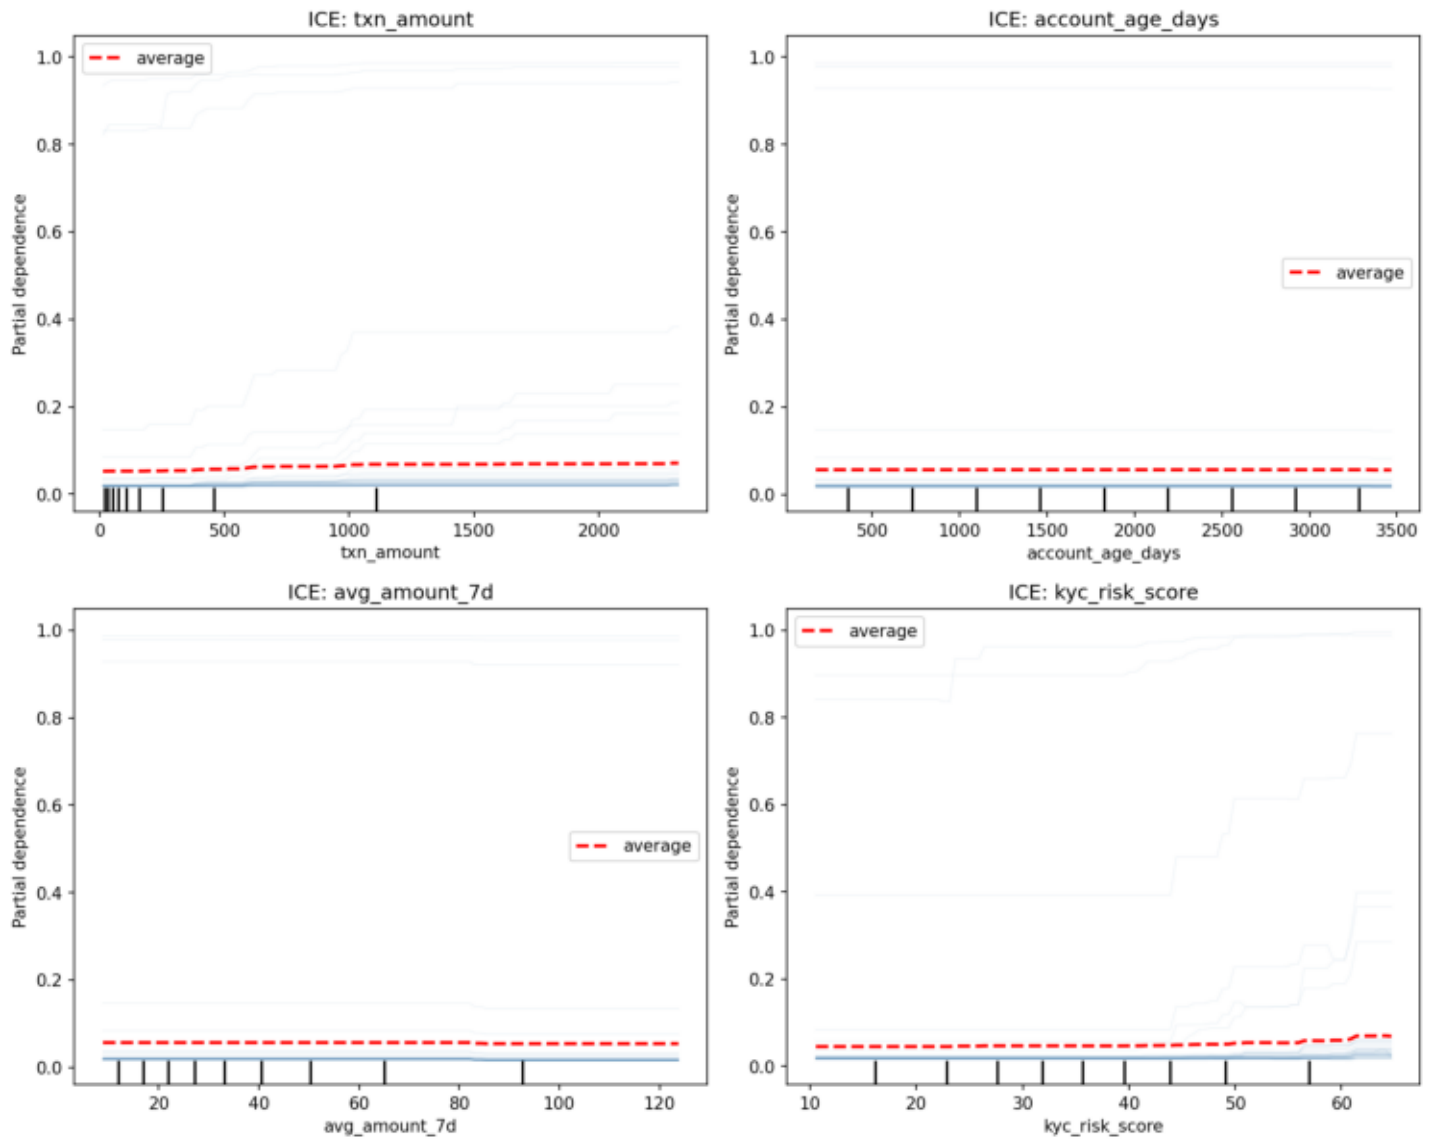 ICE: txn_amount
average
1.0
0.8
0.6
0.4
0.2
0.0
Partial dependence
0 500 1000 1500 2000
txn_amount
ICE: account_age_days
average
1.0
0.8
0.6
0.4
0.2
0.0
Partial dependence
500 1000 1500 2000 2500 3000 3500
account_age_days
ICE: avg_amount_7d
average
1.0
0.8
0.6
0.4
0.2
0.0
Partial dependence
20 40 60 80 100 120
avg_amount_7d
ICE: kyc_risk_score
average
1.0
0.8
0.6
0.4
0.2
0.0
Partial dependence
10 20 30 40 50 60
kyc_risk_score